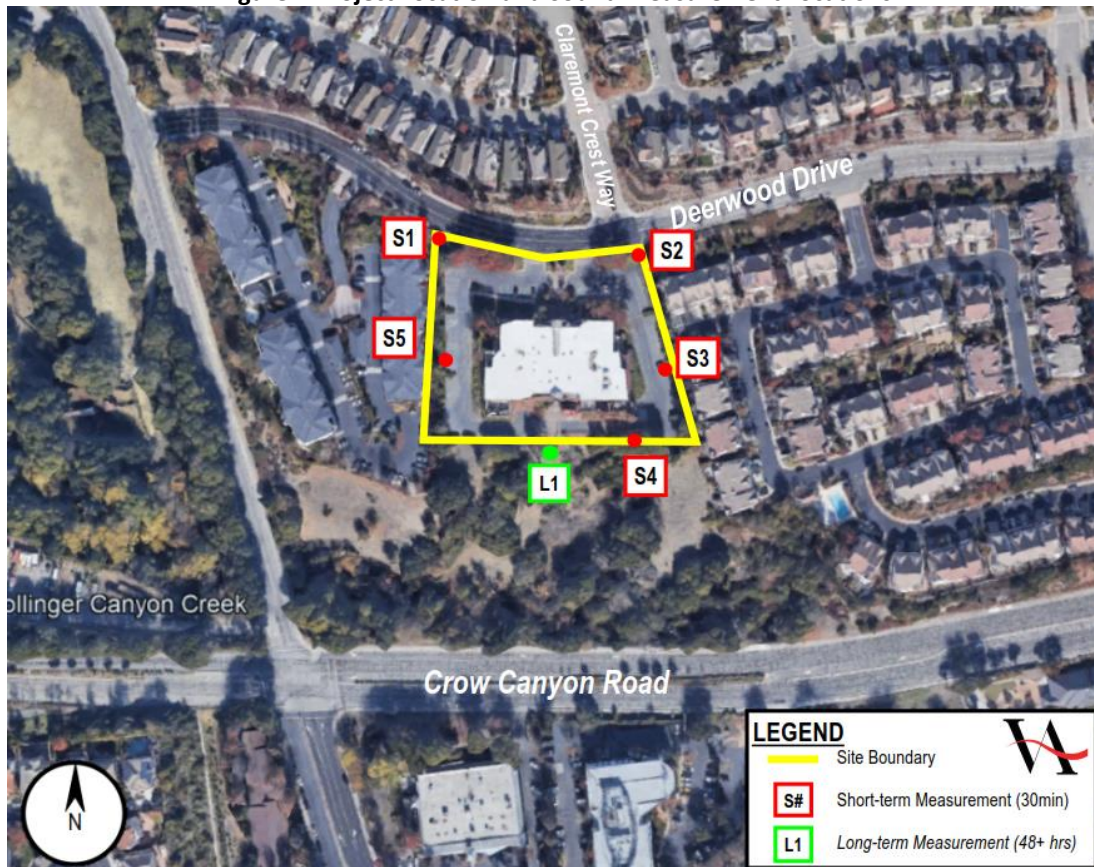 Claremont Crest Way
Deerwood Drive
S1
S2
S5
S3
S4
L1
ollinger Canyon Creek
Crow Canyon Road
N
LEGEND
Site Boundary
S# Short-term Measurement (30min)
L1 Long-term Measurement (48+ hrs)